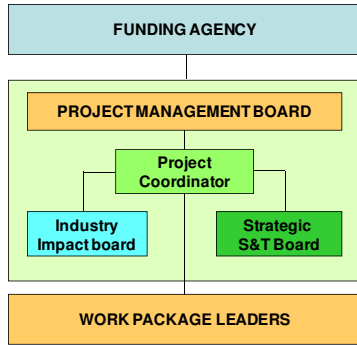 FUNDING AGENCY
PROJECT MANAGEMENT BOARD
Project
Coordinator
Industry
Impact board
Strategic
S&T Board
WORK PACKAGE LEADERS